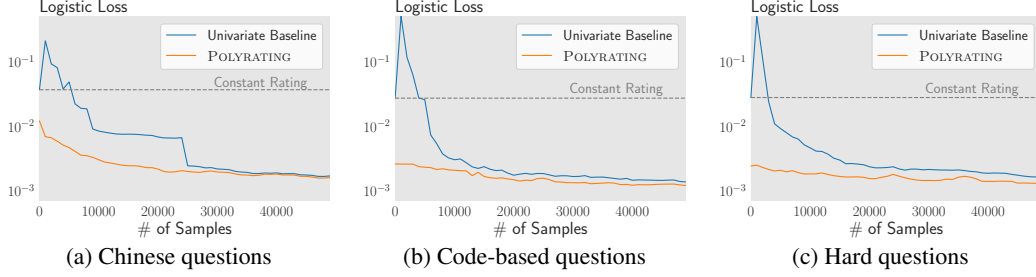 Logistic Loss
Univariate Baseline
POLYRATING
Constant Rating
10⁻¹
10⁻²
10⁻³
0 10000 20000 30000 40000
# of Samples
(a) Chinese questions
Logistic Loss
Univariate Baseline
POLYRATING
Constant Rating
10⁻¹
10⁻²
10⁻³
0 10000 20000 30000 40000
# of Samples
(b) Code-based questions
Logistic Loss
Univariate Baseline
POLYRATING
Constant Rating
10⁻¹
10⁻²
10⁻³
0 10000 20000 30000 40000
# of Samples
(c) Hard questions